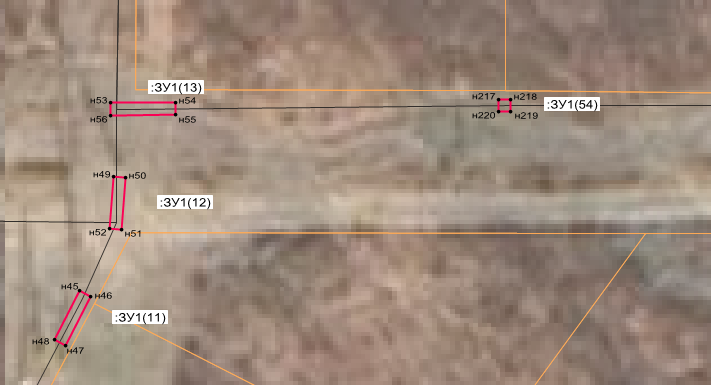 :ЗУ1(13)
н53 н54
н56 н55
н217 н218
:ЗУ1(54)
н220 н219
н49 н50
:ЗУ1(12)
н52 н51
н45 н46
:ЗУ1(11)
н48 н47